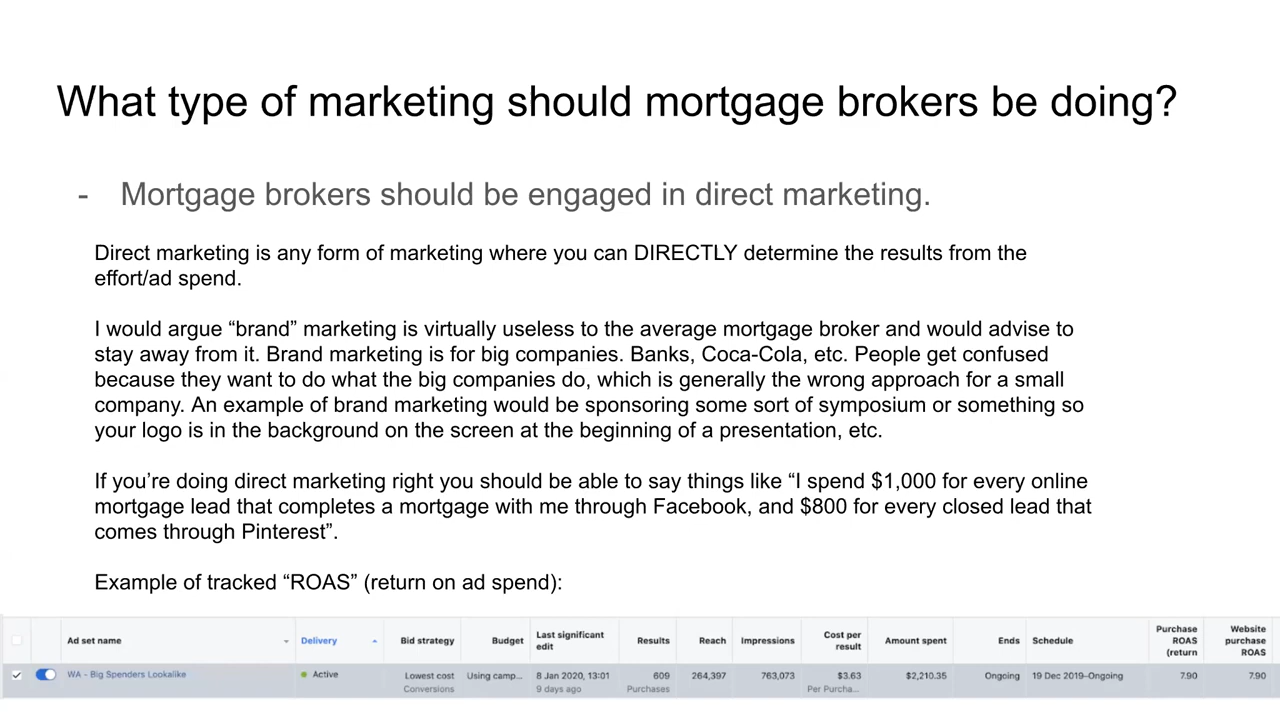 What type of marketing should mortgage brokers be doing?
- Mortgage brokers should be engaged in direct marketing.
Direct marketing is any form of marketing where you can DIRECTLY determine the results from the
effort/ad spend.
I would argue “brand” marketing is virtually useless to the average mortgage broker and would advise to
stay away from it. Brand marketing is for big companies. Banks, Coca-Cola, etc. People get confused
because they want to do what the big companies do, which is generally the wrong approach for a small
company. An example of brand marketing would be sponsoring some sort of symposium or something so
your logo is in the background on the screen at the beginning of a presentation, etc.
If you’re doing direct marketing right you should be able to say things like “I spend $1,000 for every online
mortgage lead that completes a mortgage with me through Facebook, and $800 for every closed lead that
comes through Pinterest”.
Example of tracked “ROAS” (return on ad spend):
Ad set name Delivery Bid strategy Budget Last significant edit Results Reach Impressions Cost per result Amount spent Ends Schedule Purchase ROAS (return Website purchase ROAS
WA - Big Spenders Lookalike Active Lowest cost Using camp... 8 Jan 2020, 13:01 609 264,397 763,073 $3.63 $2,210.35 Ongoing 19 Dec 2019-Ongoing 7.90 7.90
Conversions 9 days ago Purchases Per Purcha...